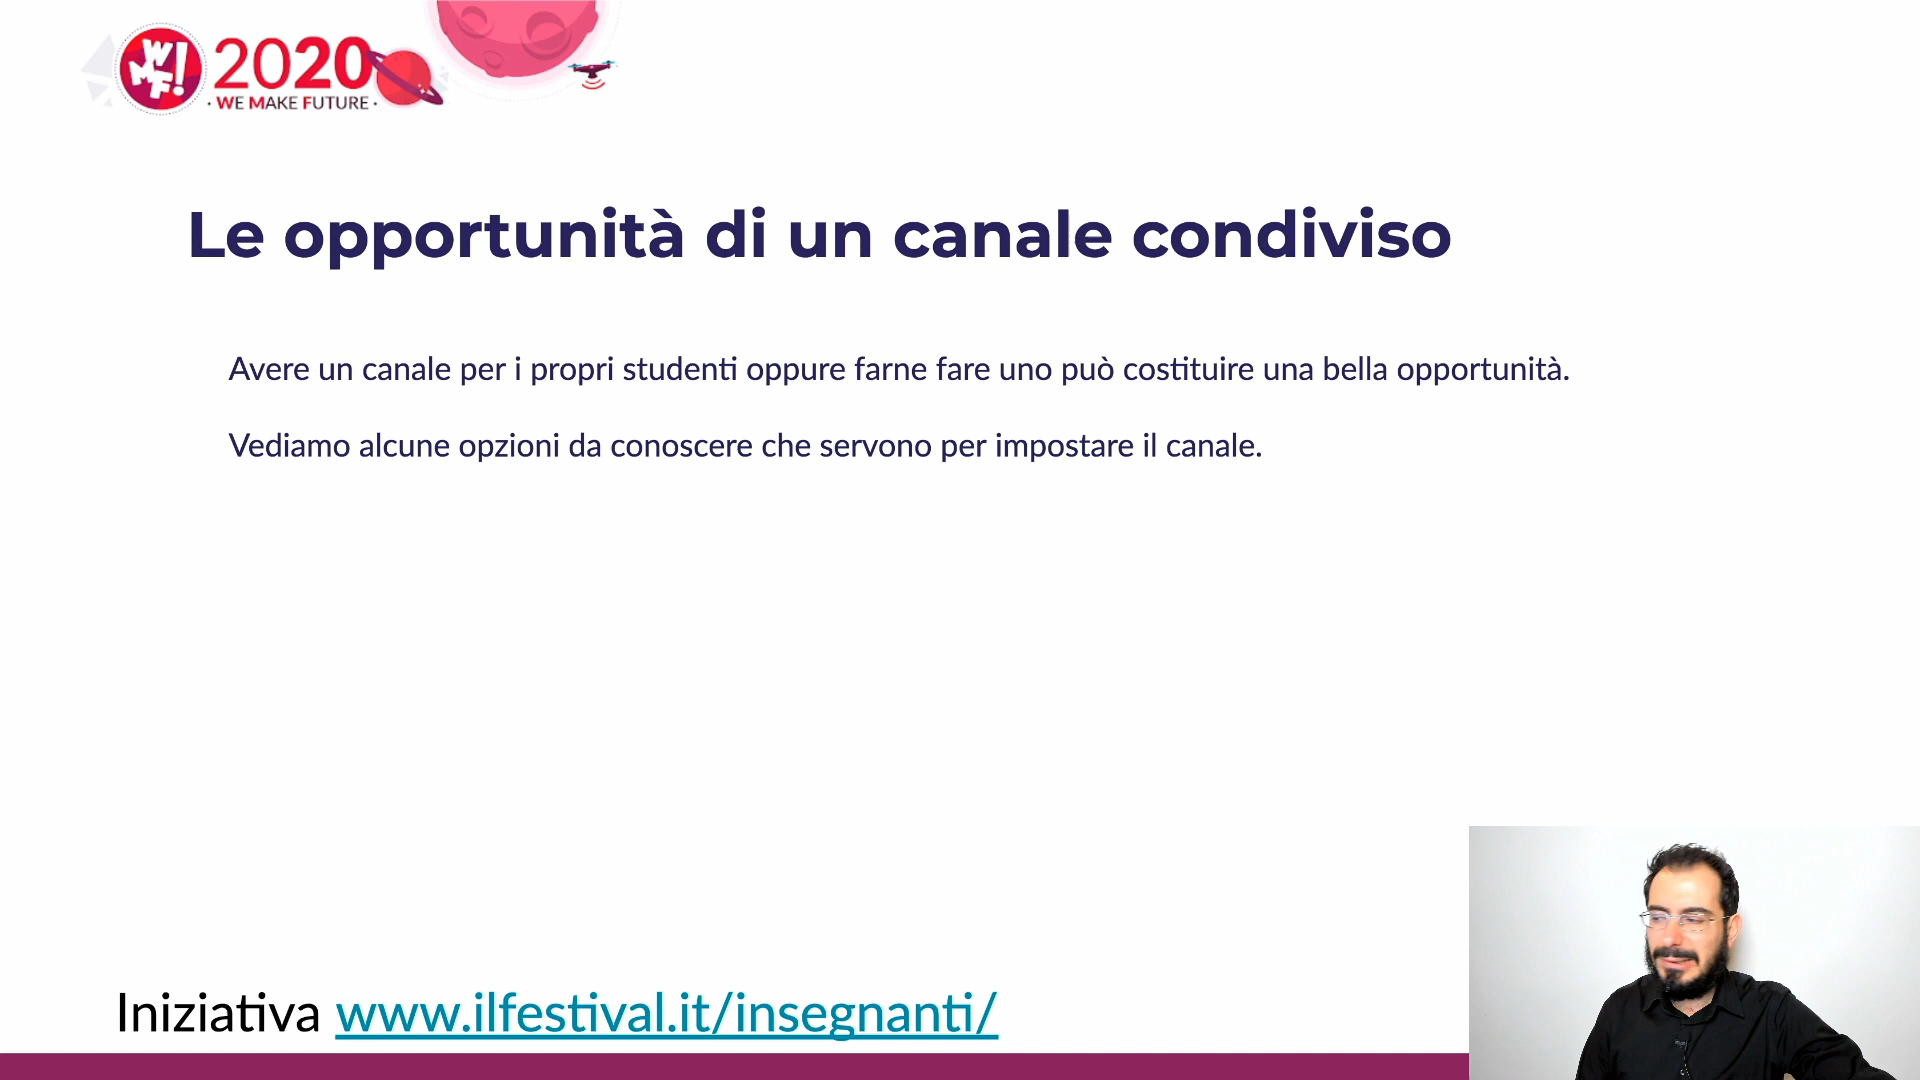 WMF!
2020
· WE MAKE FUTURE ·
Le opportunità di un canale condiviso
Avere un canale per i propri studenti oppure farne fare uno può costituire una bella opportunità.
Vediamo alcune opzioni da conoscere che servono per impostare il canale.
Iniziativa www.ilfestival.it/insegnanti/